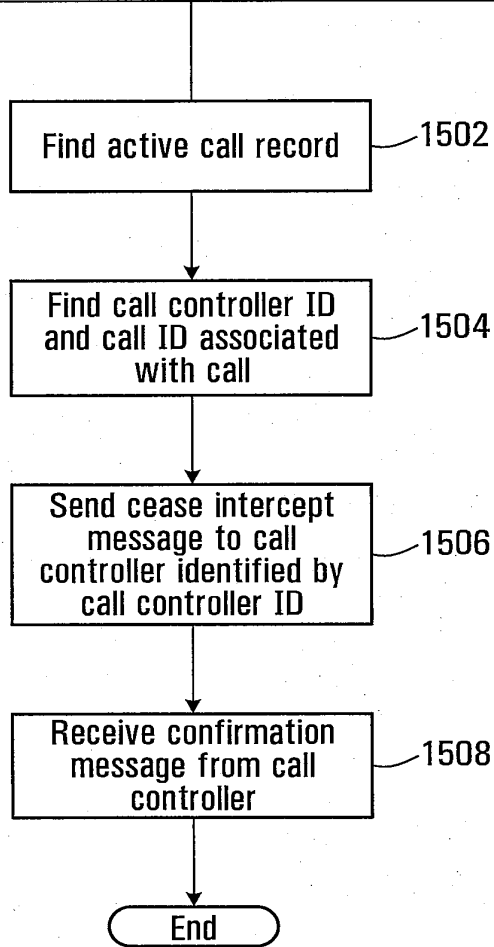 Find active call record
1502
Find call controller ID
and call ID associated
with call
1504
Send cease intercept
message to call
controller identified by
call controller ID
1506
Receive confirmation
message from call
controller
1508
End